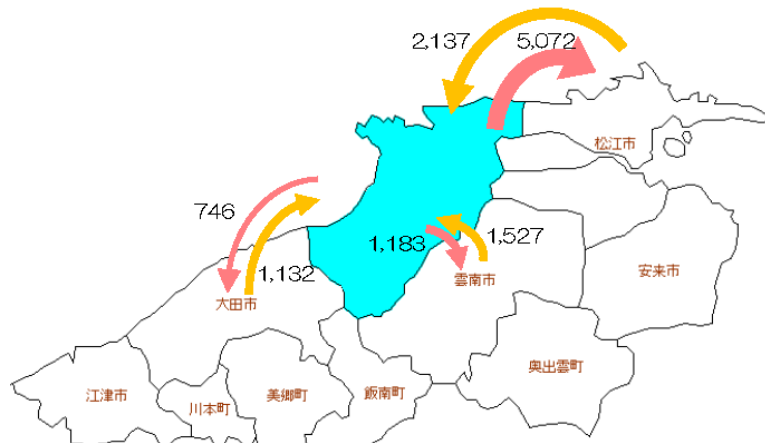 2,137
5,072
松江市
746
1,183
1,527
1,132
雲南市
安来市
大田市
奥出雲町
江津市
川本町
美郷町
飯南町